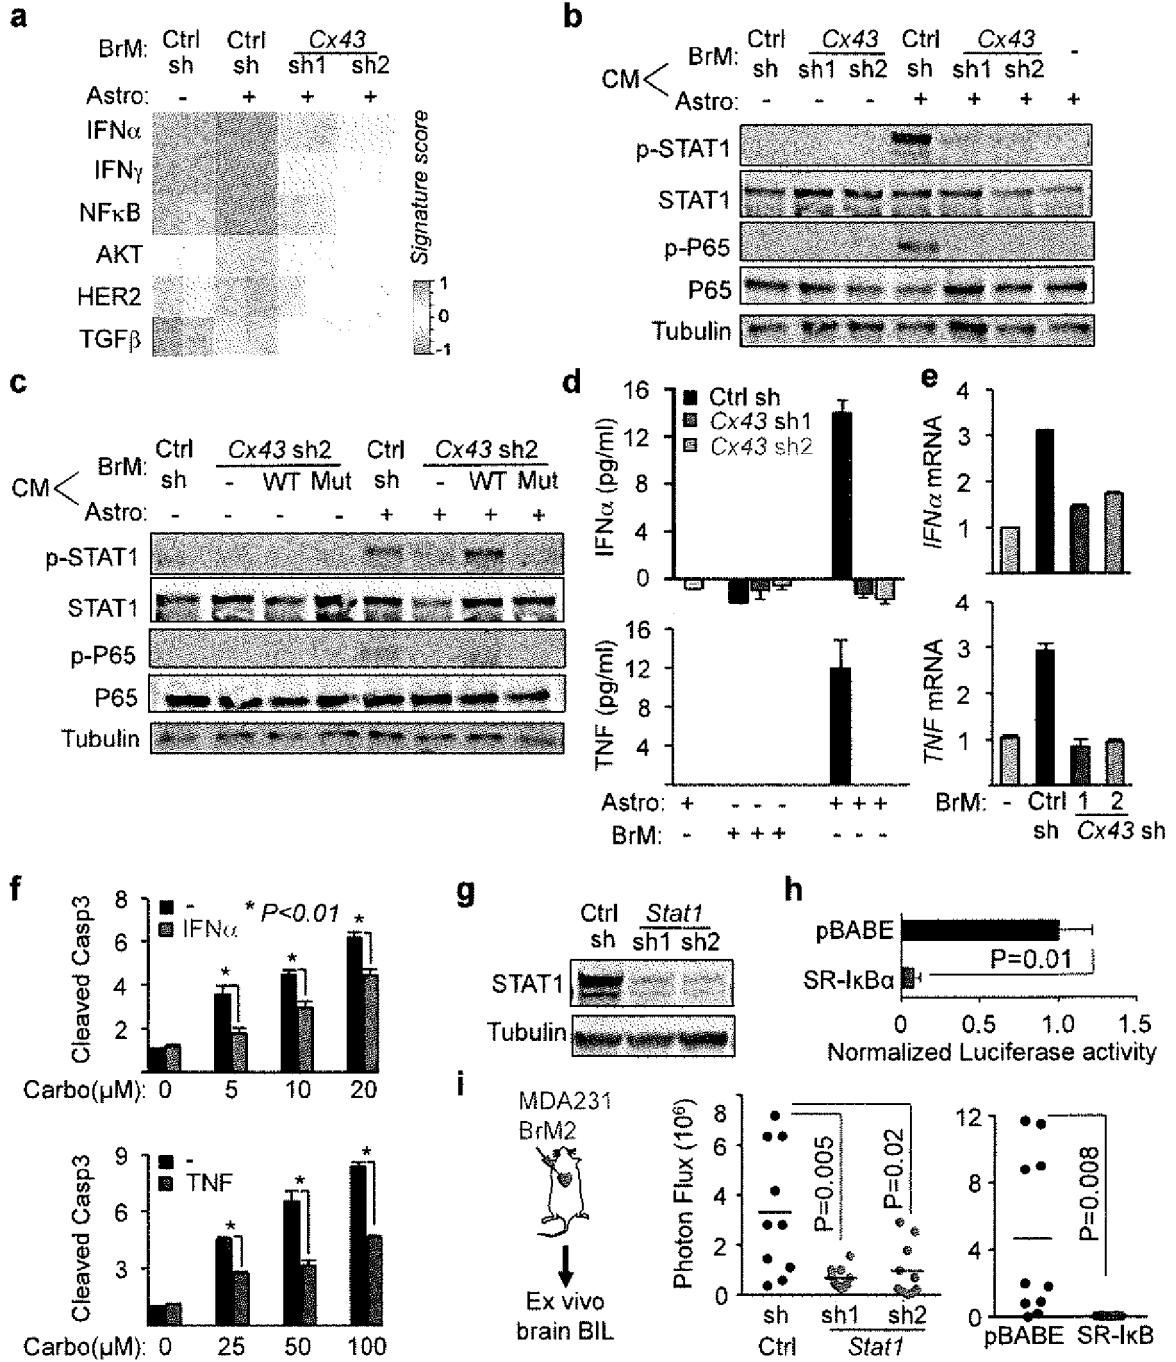 a
BrM: Ctrl sh Ctrl sh Cx43 sh1 sh2
Astro: - + + +
IFNα
IFNγ
NFκB
AKT
HER2
TGFβ
Signature score
1
0
-1
b
CM
BrM: Ctrl sh Cx43 sh1 sh2 Ctrl sh Cx43 sh1 sh2 -
Astro: - - - + + + +
p-STAT1
STAT1
p-P65
P65
Tubulin
c
CM
BrM: Ctrl sh Cx43 sh2 - WT Mut Ctrl sh Cx43 sh2 - WT Mut
Astro: - - - - + + + +
p-STAT1
STAT1
p-P65
P65
Tubulin
d
IFNα (pg/ml)
16
12
8
4
0
Ctrl sh
Cx43 sh1
Cx43 sh2
TNF (pg/ml)
16
12
8
4
Astro: + - - - + + +
BrM: - + + + - - -
e
IFNα mRNA
4
3
2
1
TNF mRNA
4
3
2
1
BrM: - Ctrl sh 1 2 Cx43 sh
f
Cleaved Casp3
8
6
4
2
-
IFNα
* P<0.01
* * *
Carbo(µM): 0 5 10 20
Cleaved Casp3
9
6
3
-
TNF
* * *
Carbo(µM): 0 25 50 100
g
Ctrl sh Stat1 sh1 sh2
STAT1
Tubulin
h
pBABE
SR-IκBα
P=0.01
0 0.5 1.0 1.5
Normalized Luciferase activity
i
MDA231
BrM2
Ex vivo
brain BIL
Photon Flux (10⁶)
8
6
4
2
0
P=0.005
P=0.02
sh sh1 sh2
Ctrl Stat1
12
8
4
0
P=0.008
pBABE SR-IκB